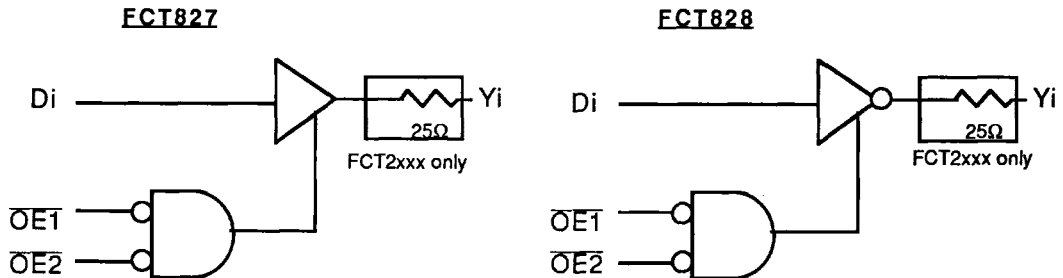 FCT827
Di
Yi
25Ω
FCT2xxx only
OE1
OE2
FCT828
Di
Yi
25Ω
FCT2xxx only
OE1
OE2